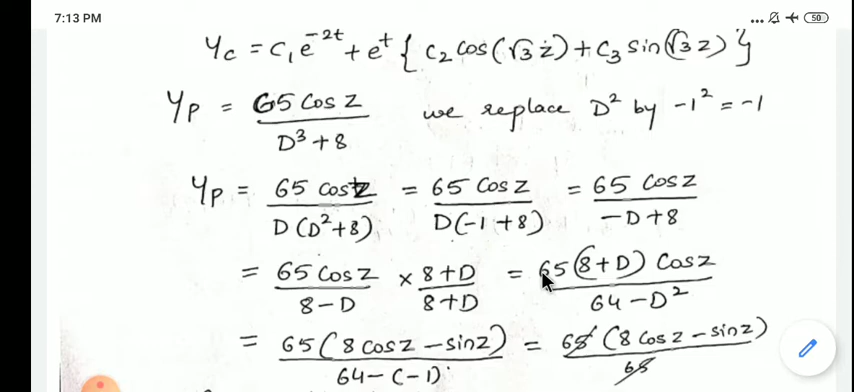 7:13 PM ... 50
Yc = C₁e^-2t + e^t { C₂ cos(√3 z) + C₃ sin(√3 z) }
Yp = 65 Cos z / D³ + 8 we replace D² by -1² = -1
Yp = 65 Cos z / D(D² + 8) = 65 Cos z / D(-1 + 8) = 65 Cos z / -D + 8
= 65 Cos z / 8 - D × 8 + D / 8 + D = 65 (8 + D) Cos z / 64 - D²
= 65 (8 cos z - sin z) / 64 - (-1) = 65 (8 cos z - sin z) / 65